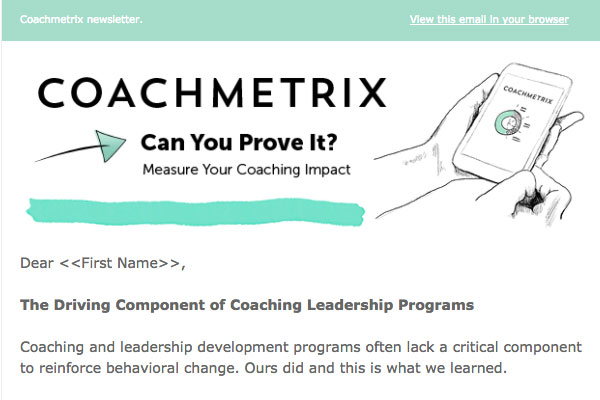 Coachmetrix newsletter.
View this email in your browser
COACHMETRIX
COACHMETRIX
Can You Prove It?
Measure Your Coaching Impact
Dear <<First Name>>,
The Driving Component of Coaching Leadership Programs
Coaching and leadership development programs often lack a critical component
to reinforce behavioral change. Ours did and this is what we learned.